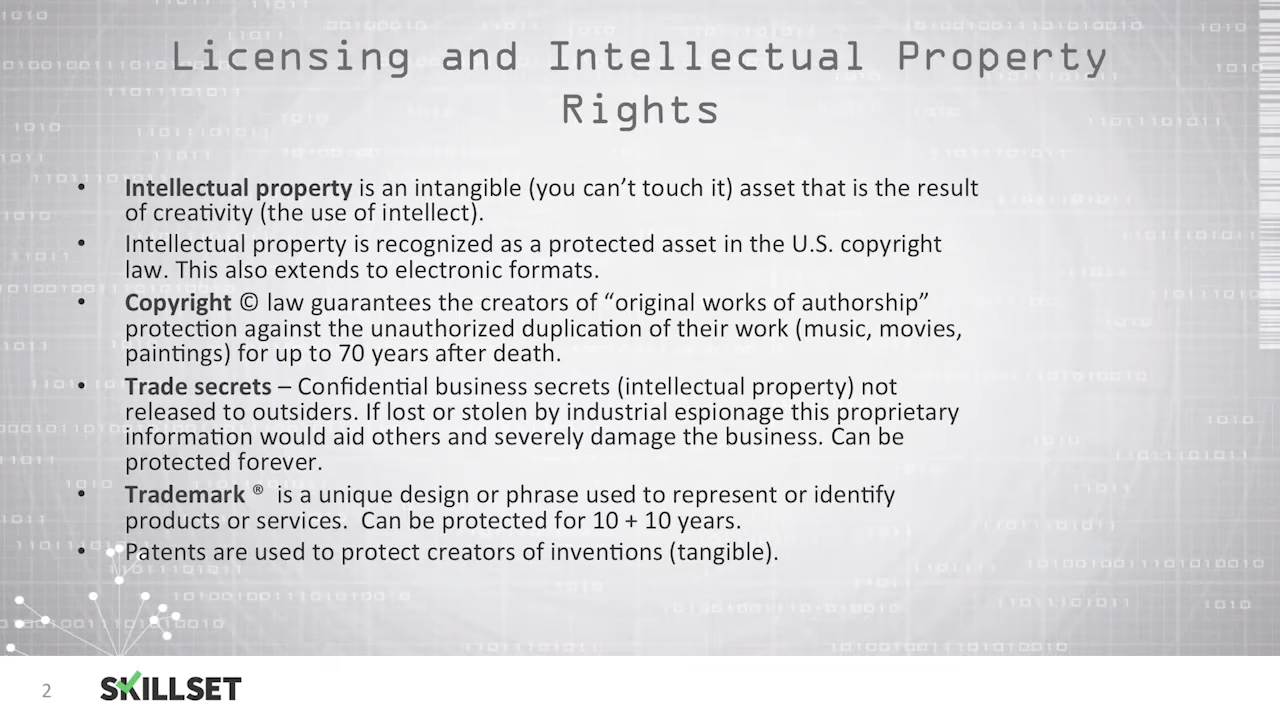 Licensing and Intellectual Property
Rights
• Intellectual property is an intangible (you can’t touch it) asset that is the result
of creativity (the use of intellect).
• Intellectual property is recognized as a protected asset in the U.S. copyright
law. This also extends to electronic formats.
• Copyright © law guarantees the creators of “original works of authorship”
protection against the unauthorized duplication of their work (music, movies,
paintings) for up to 70 years after death.
• Trade secrets – Confidential business secrets (intellectual property) not
released to outsiders. If lost or stolen by industrial espionage this proprietary
information would aid others and severely damage the business. Can be
protected forever.
• Trademark ® is a unique design or phrase used to represent or identify
products or services. Can be protected for 10 + 10 years.
• Patents are used to protect creators of inventions (tangible).
2
SKILLSET